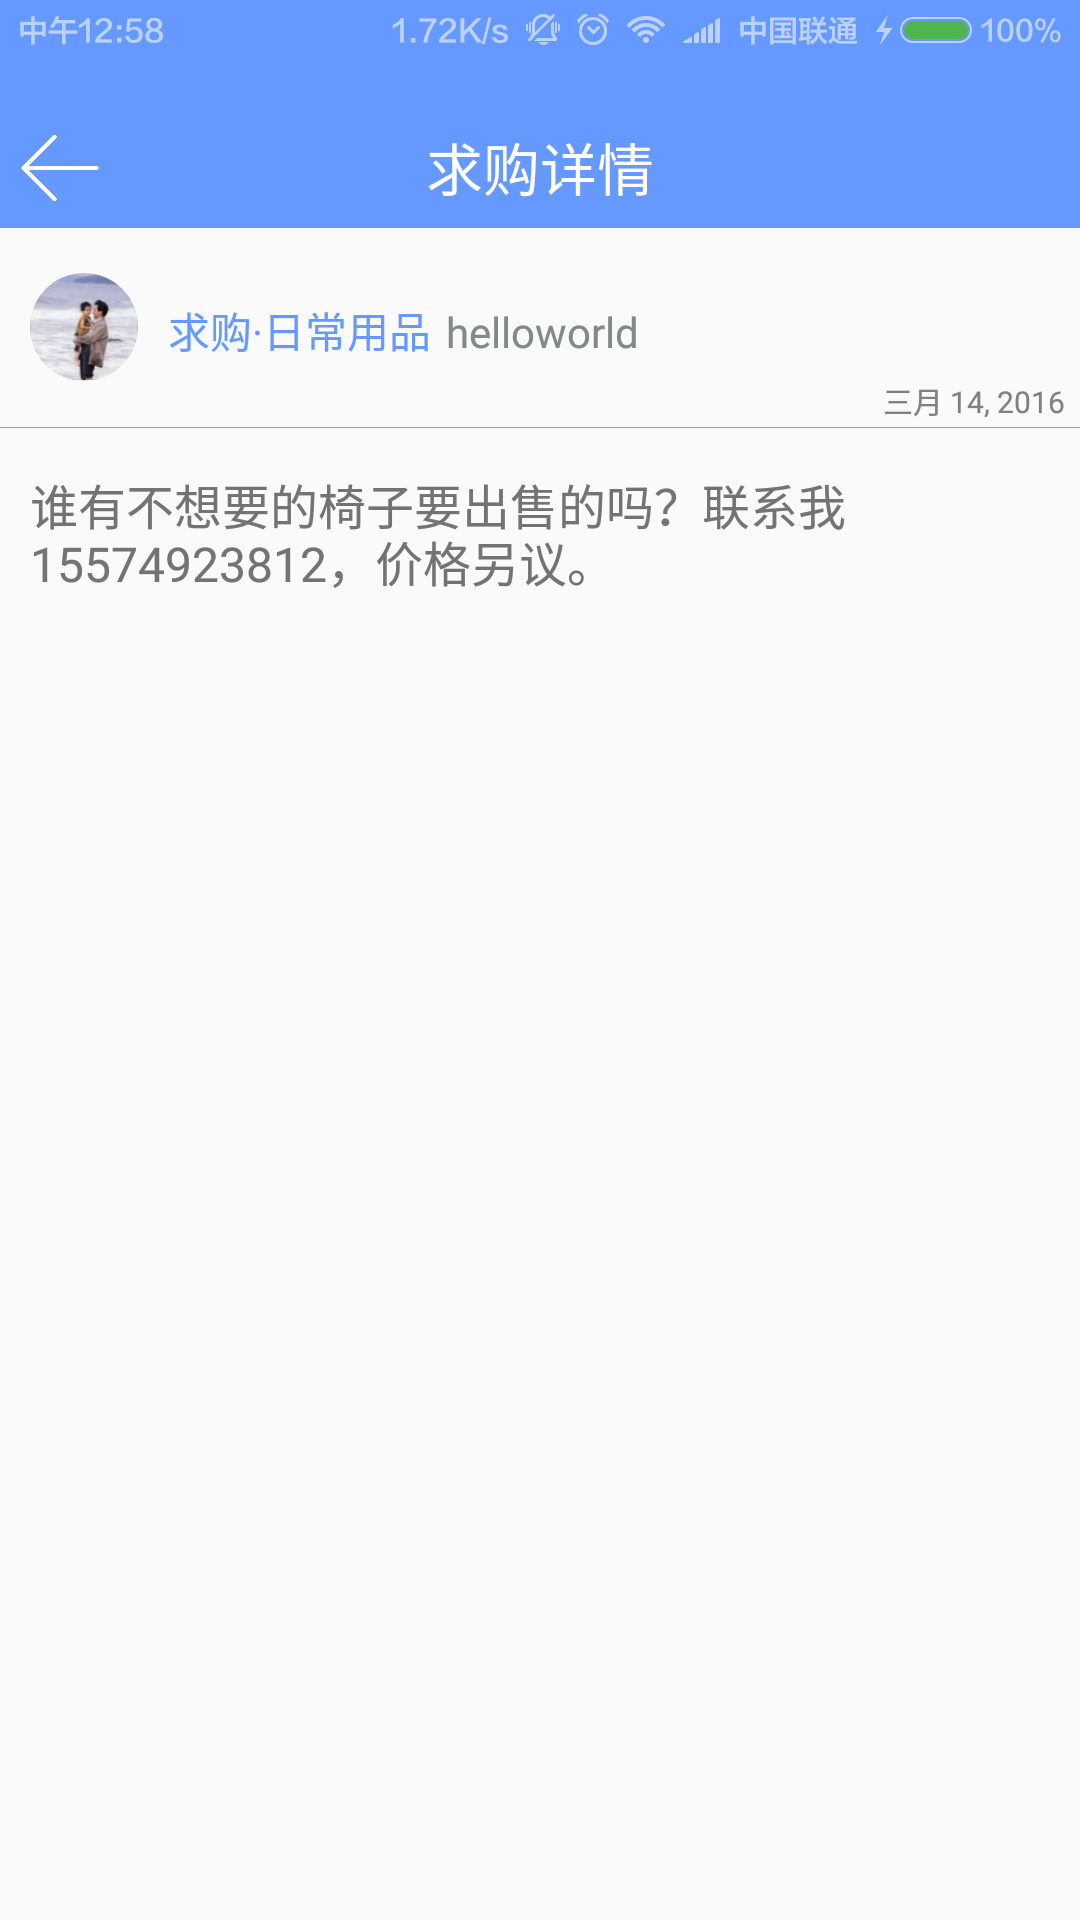 中午12:58 1.72K/s 中国联通 100%
求购详情
求购·日常用品 helloworld
三月 14, 2016
谁有不想要的椅子要出售的吗？联系我
15574923812，价格另议。